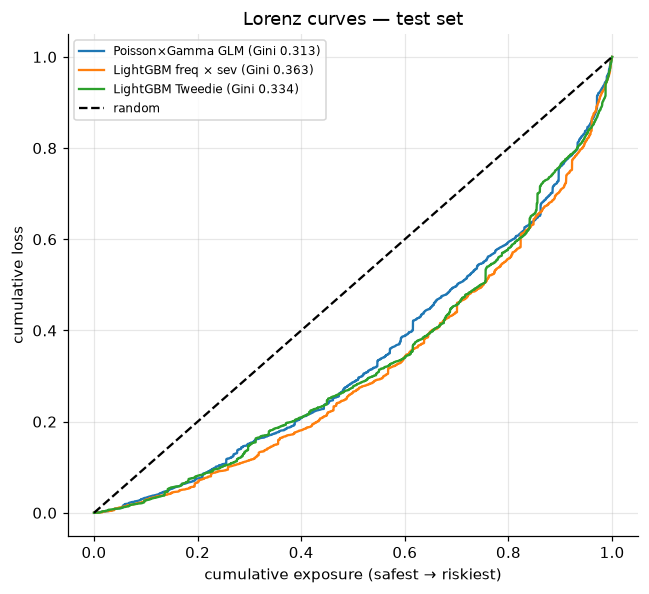 Lorenz curves — test set
Poisson×Gamma GLM (Gini 0.313)
LightGBM freq × sev (Gini 0.363)
LightGBM Tweedie (Gini 0.334)
random
1.0
0.8
0.6
0.4
0.2
0.0
cumulative loss
0.0 0.2 0.4 0.6 0.8 1.0
cumulative exposure (safest → riskiest)